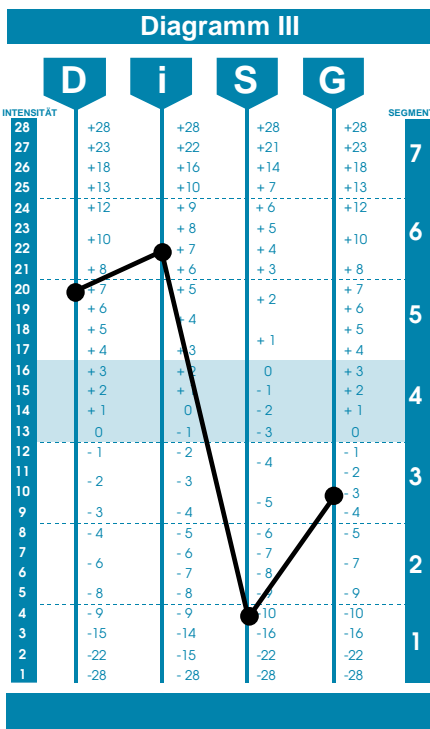 Diagramm III
D i S G
INTENSITÄT SEGMENT
28 +28 +28 +28 +28
27 +23 +22 +21 +23 7
26 +18 +16 +14 +18
25 +13 +10 + 7 +13
24 +12 + 9 + 6 +12
23 + 8 + 5 6
+10 +10
22 + 7 + 4
21 + 8 + 6 + 3 + 8
20 + 7 + 5 + 7
+ 2
19 + 6 + 6 5
4
18 + 5 + 5
+ 1
17 + 4 + 3 + 4
16 + 3 + 2 0 + 3
15 + 2 + - 1 + 2 4
14 + 1 0 - 2 + 1
13 0 - 1 - 3 0
12 - 1 - 2 - 1
- 4
11 - 2 3
- 2 - 3
10 - 5 - 3
9 - 3 - 4 - 4
8 - 4 - 5 - 6 - 5
7 - 6 - 7 2
- 6 - 7
6 - 7 - 8
5 - 8 - 8 - 9 - 9
4 - 9 - 9 -10 -10
3 -15 -14 -16 -16 1
2 -22 -15 -22 -22
1 -28 - 28 -28 -28